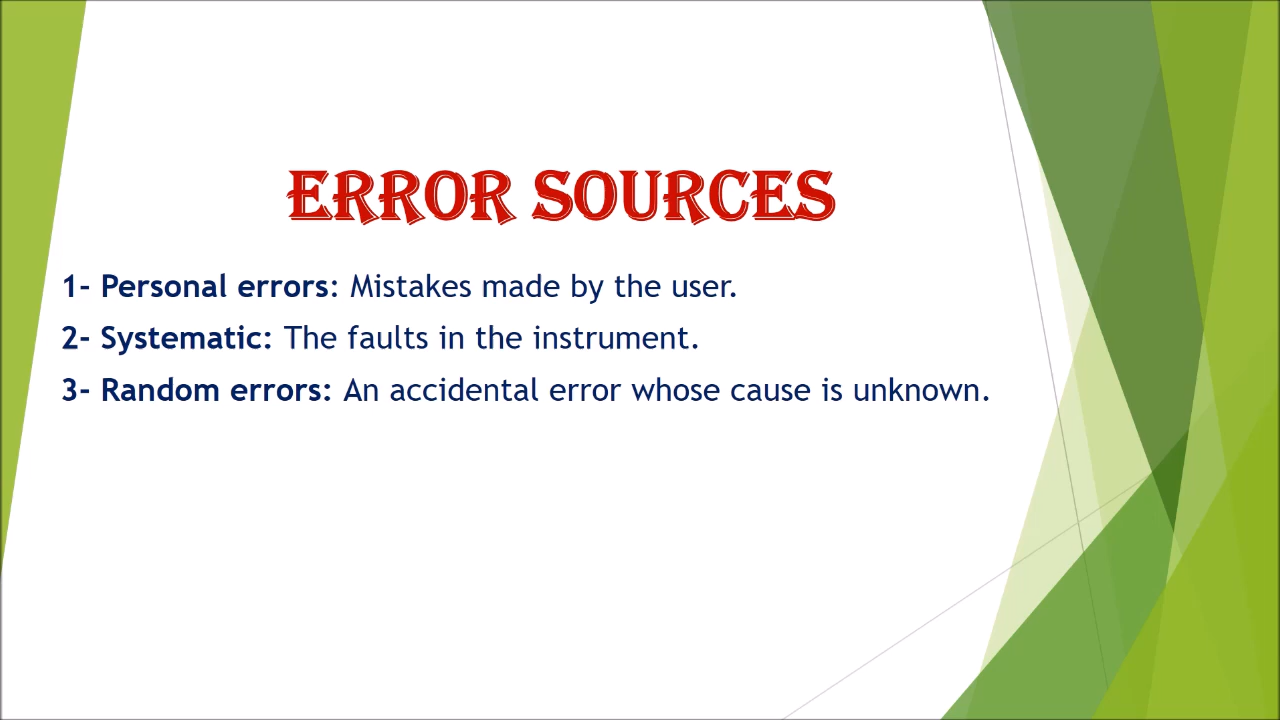 ERROR SOURCES
1- Personal errors: Mistakes made by the user.
2- Systematic: The faults in the instrument.
3- Random errors: An accidental error whose cause is unknown.